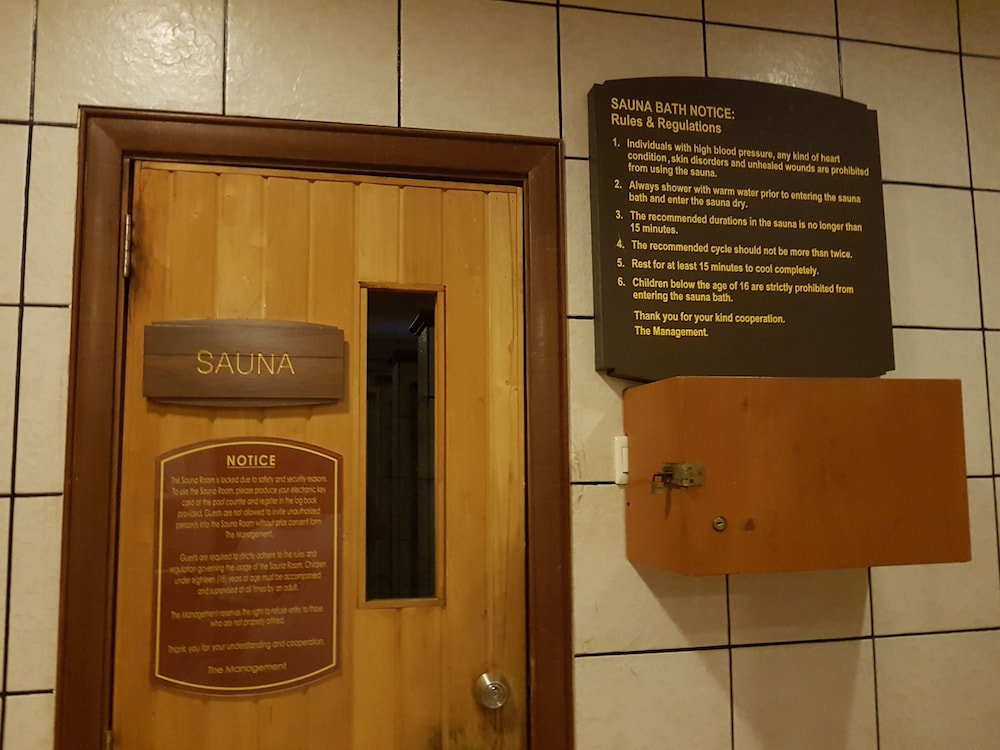 SAUNA
NOTICE
This Sauna Room is locked due to safety and security reasons.
To use the Sauna Room, please produce your electronic key
card at the pool counter and register in the log book
provided. Guests are not allowed to invite unauthorized
person/s into the Sauna Room without prior consent form
The Management.
Guests are required to strictly adhere to the rules and
regulation governing the usage of the Sauna Room. Children
under eighteen (18) years of age must be accompanied
and supervised at all times by an adult.
The Management reserves the right to refuse entry to those
who are not properly attired.
Thank you for your understanding and cooperation.
The Management
SAUNA BATH NOTICE:
Rules & Regulations
1. Individuals with high blood pressure, any kind of heart
condition, skin disorders and unhealed wounds are prohibited
from using the sauna.
2. Always shower with warm water prior to entering the sauna
bath and enter the sauna dry.
3. The recommended durations in the sauna is no longer than
15 minutes.
4. The recommended cycle should not be more than twice.
5. Rest for at least 15 minutes to cool completely.
6. Children below the age of 16 are strictly prohibited from
entering the sauna bath.
Thank you for your kind cooperation.
The Management.